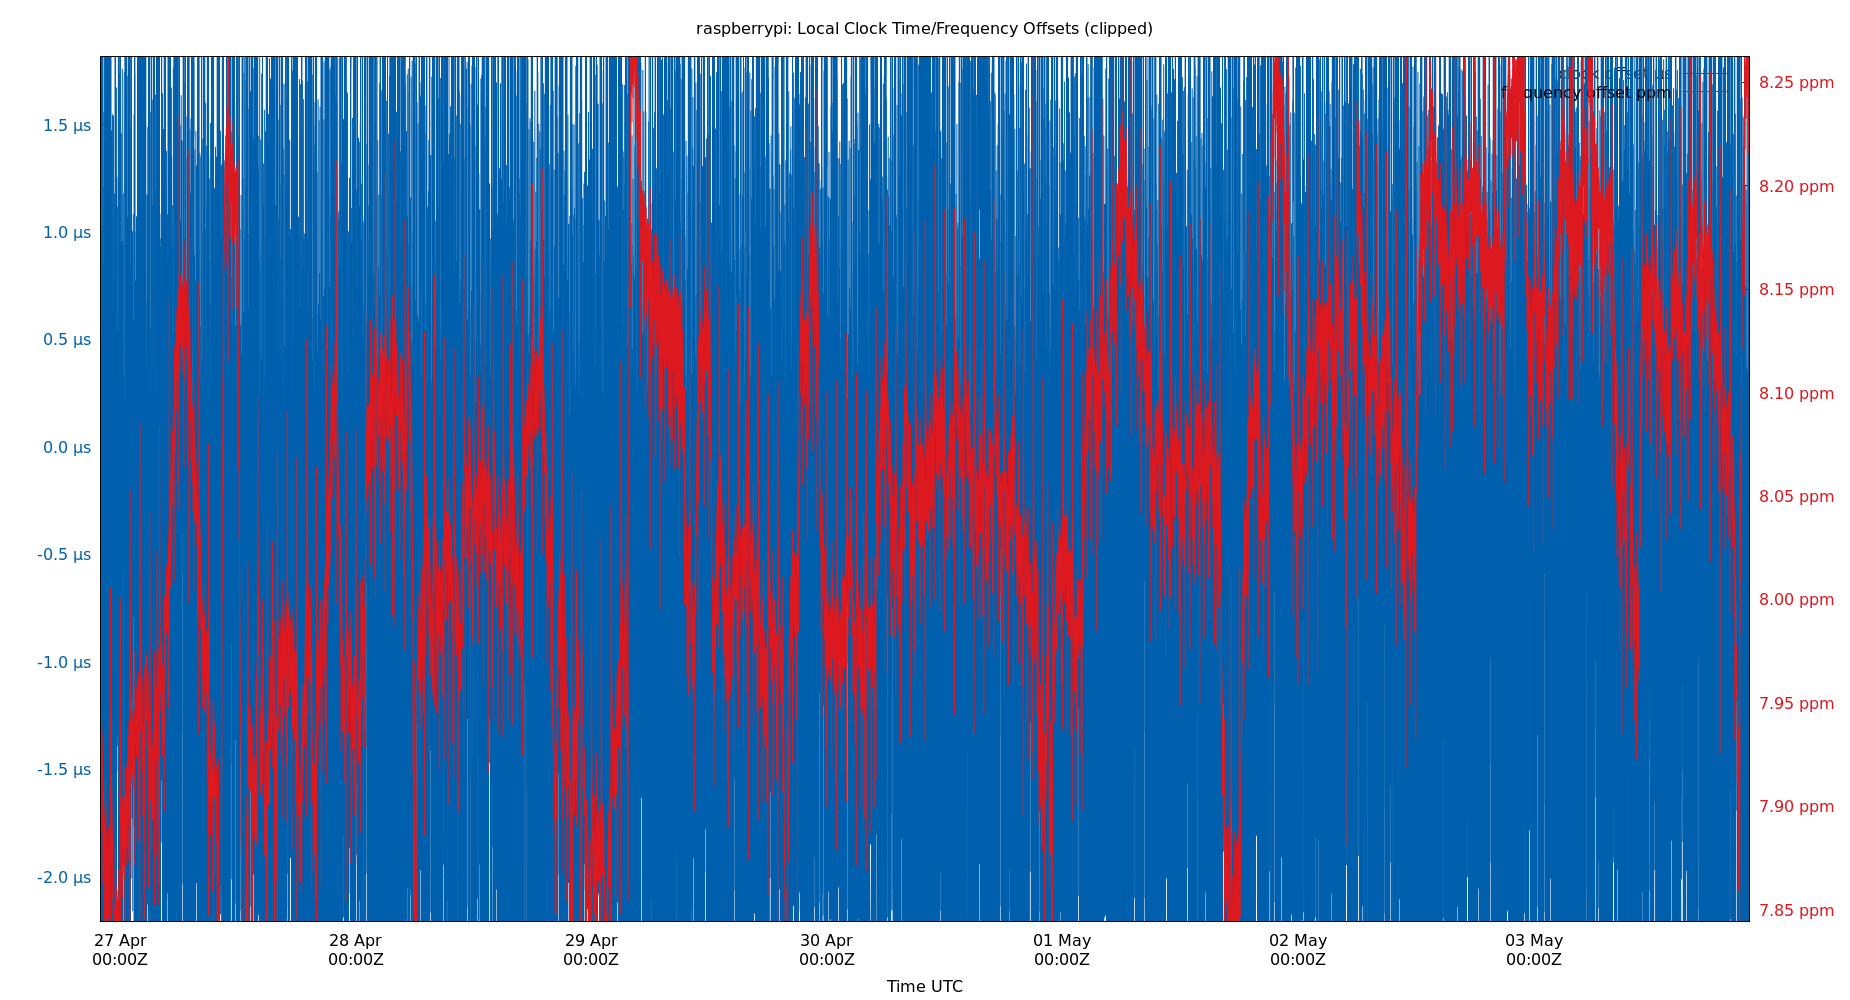 raspberrypi: Local Clock Time/Frequency Offsets (clipped)
clock offset µs
frequency offset ppm
1.5 µs
1.0 µs
0.5 µs
0.0 µs
-0.5 µs
-1.0 µs
-1.5 µs
-2.0 µs
8.25 ppm
8.20 ppm
8.15 ppm
8.10 ppm
8.05 ppm
8.00 ppm
7.95 ppm
7.90 ppm
7.85 ppm
27 Apr 28 Apr 29 Apr 30 Apr 01 May 02 May 03 May
00:00Z 00:00Z 00:00Z 00:00Z 00:00Z 00:00Z 00:00Z
Time UTC